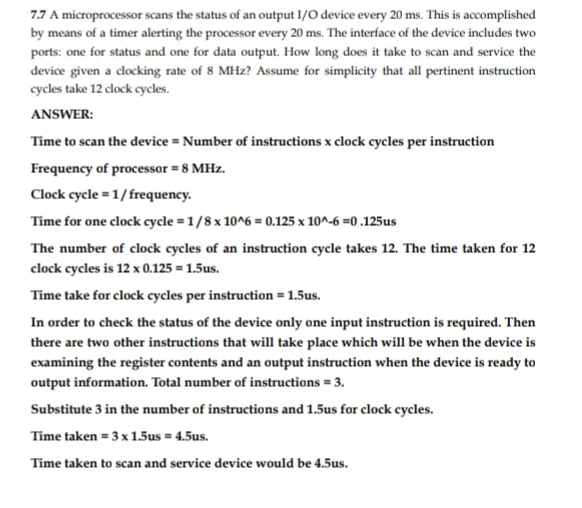 7.7 A microprocessor scans the status of an output I/O device every 20 ms. This is accomplished
by means of a timer alerting the processor every 20 ms. The interface of the device includes two
ports: one for status and one for data output. How long does it take to scan and service the
device given a clocking rate of 8 MHz? Assume for simplicity that all pertinent instruction
cycles take 12 clock cycles.
ANSWER:
Time to scan the device = Number of instructions x clock cycles per instruction
Frequency of processor = 8 MHz.
Clock cycle = 1/frequency.
Time for one clock cycle = 1/8 x 10^6 = 0.125 x 10^-6 =0 .125us
The number of clock cycles of an instruction cycle takes 12. The time taken for 12
clock cycles is 12 x 0.125 = 1.5us.
Time take for clock cycles per instruction = 1.5us.
In order to check the status of the device only one input instruction is required. Then
there are two other instructions that will take place which will be when the device is
examining the register contents and an output instruction when the device is ready to
output information. Total number of instructions = 3.
Substitute 3 in the number of instructions and 1.5us for clock cycles.
Time taken = 3 x 1.5us = 4.5us.
Time taken to scan and service device would be 4.5us.